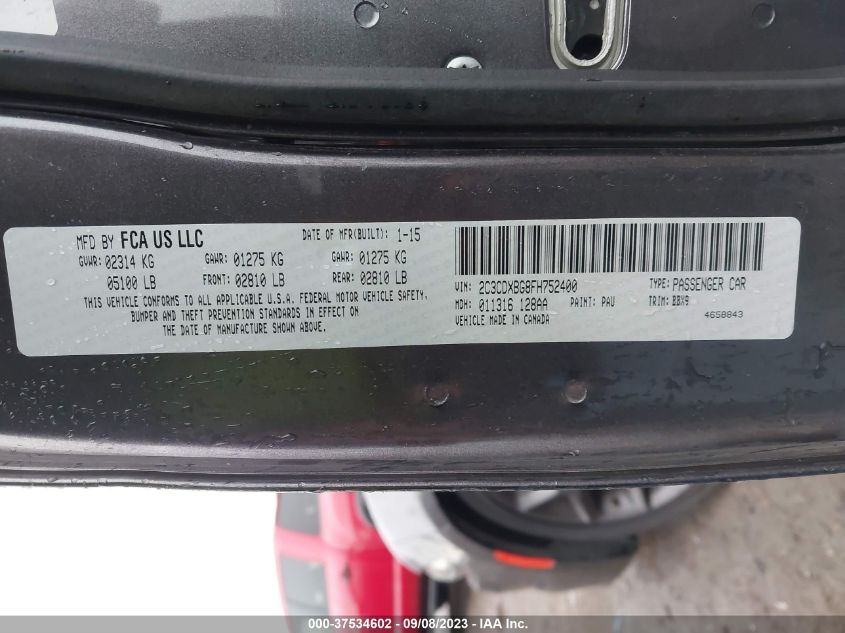 MFD BY FCA US LLC DATE OF MFR(BUILT): 1-15
GVWR: 02314 KG GAWR: 01275 KG GAWR: 01275 KG
05100 LB FRONT: 02810 LB REAR: 02810 LB
THIS VEHICLE CONFORMS TO ALL APPLICABLE U.S.A. FEDERAL MOTOR VEHICLE SAFETY,
BUMPER AND THEFT PREVENTION STANDARDS IN EFFECT ON
THE DATE OF MANUFACTURE SHOWN ABOVE.
VIN: 2C3CDXBG8FH752400 TYPE: PASSENGER CAR
MDH: 011316 128AA PAINT: PAU TRIM: BBX9
VEHICLE MADE IN CANADA 4658843
000-37534602 - 09/08/2023 - IAA Inc.